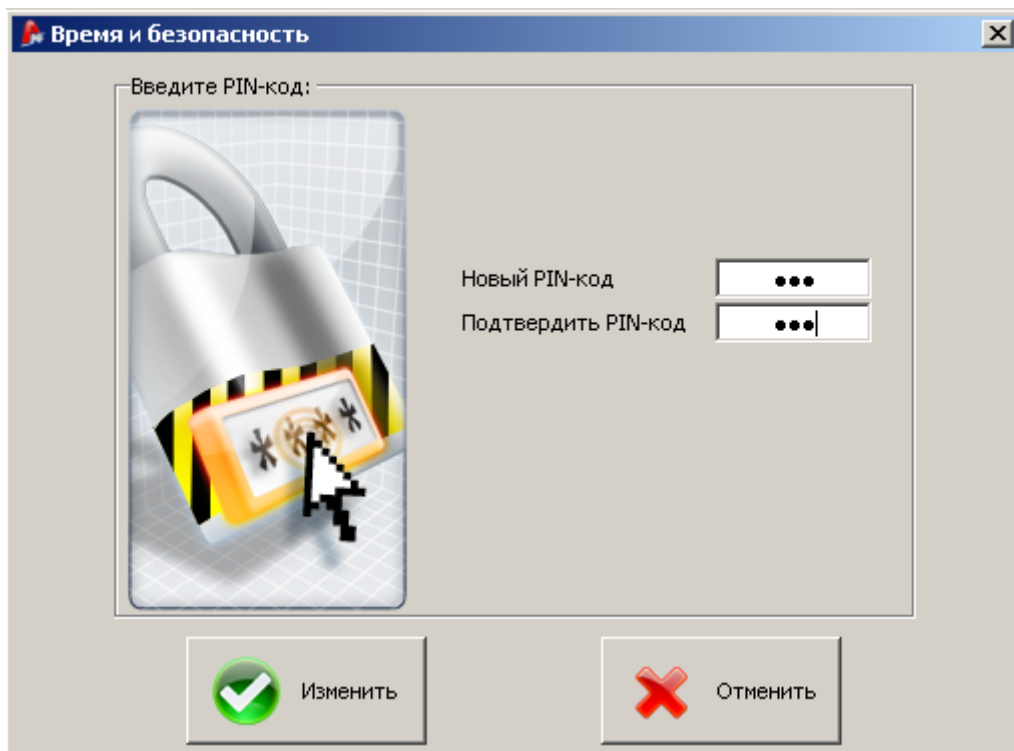 Время и безопасность
Введите PIN-код:
Новый PIN-код •••
Подтвердить PIN-код •••
* * * *
Изменить Отменить